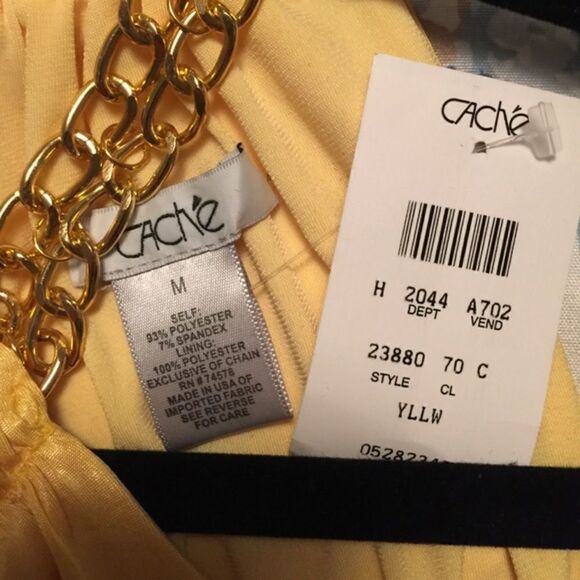 CAChé
M
SELF:
93% POLYESTER
7% SPANDEX
LINING:
100% POLYESTER
EXCLUSIVE OF CHAIN
RN # 74578
MADE IN USA OF
IMPORTED FABRIC
SEE REVERSE
FOR CARE
CAChé
H 2044 A702
DEPT VEND
23880 70 C
STYLE CL
YLLW